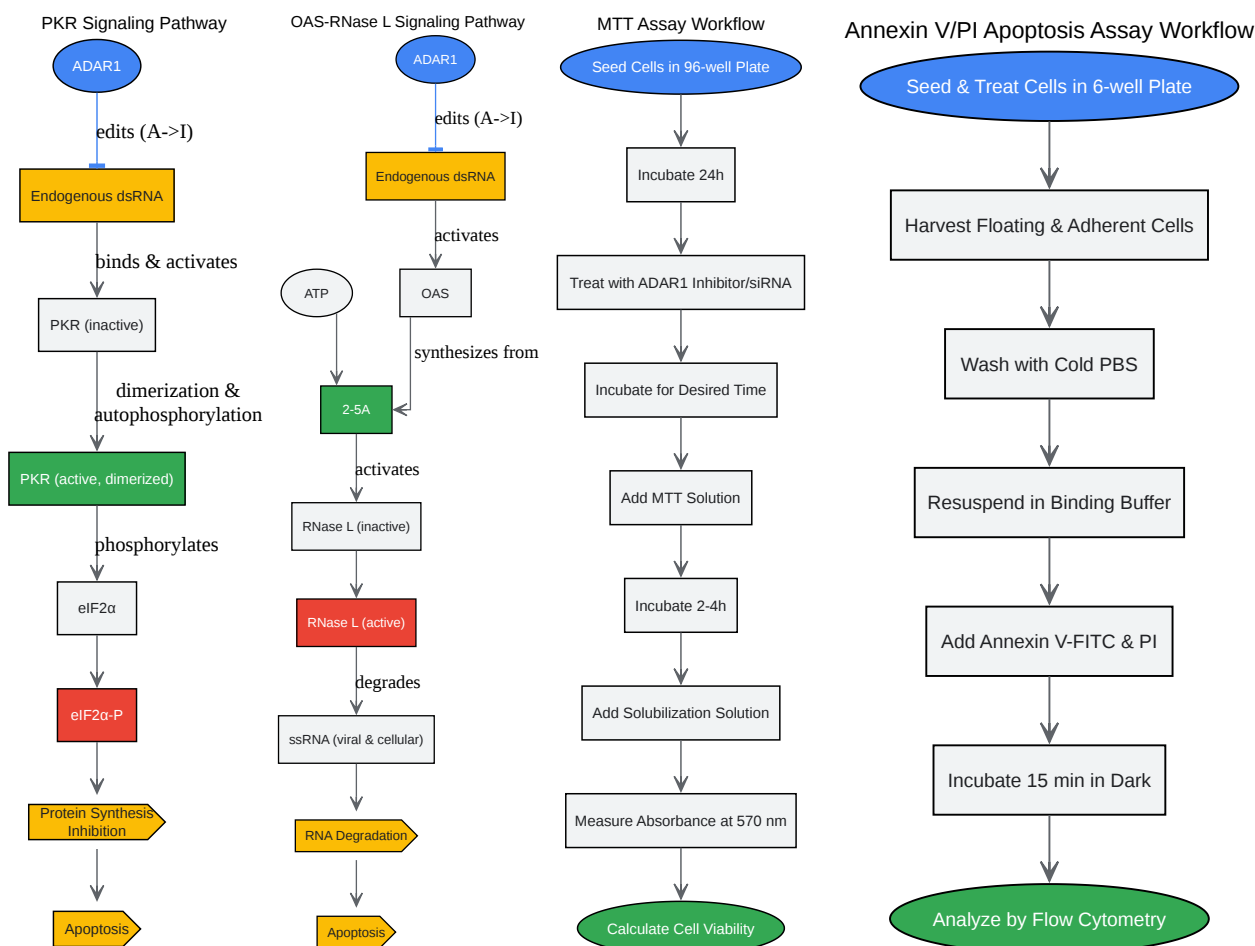 PKR Signaling Pathway
ADAR1
edits (A->I)
Endogenous dsRNA
binds & activates
PKR (inactive)
dimerization &
autophosphorylation
PKR (active, dimerized)
phosphorylates
eIF2α
eIF2α-P
Protein Synthesis
Inhibition
Apoptosis
OAS-RNase L Signaling Pathway
ADAR1
edits (A->I)
Endogenous dsRNA
activates
ATP
OAS
synthesizes from
2-5A
activates
RNase L (inactive)
RNase L (active)
degrades
ssRNA (viral & cellular)
RNA Degradation
Apoptosis
MTT Assay Workflow
Seed Cells in 96-well Plate
Incubate 24h
Treat with ADAR1 Inhibitor/siRNA
Incubate for Desired Time
Add MTT Solution
Incubate 2-4h
Add Solubilization Solution
Measure Absorbance at 570 nm
Calculate Cell Viability
Annexin V/PI Apoptosis Assay Workflow
Seed & Treat Cells in 6-well Plate
Harvest Floating & Adherent Cells
Wash with Cold PBS
Resuspend in Binding Buffer
Add Annexin V-FITC & PI
Incubate 15 min in Dark
Analyze by Flow Cytometry